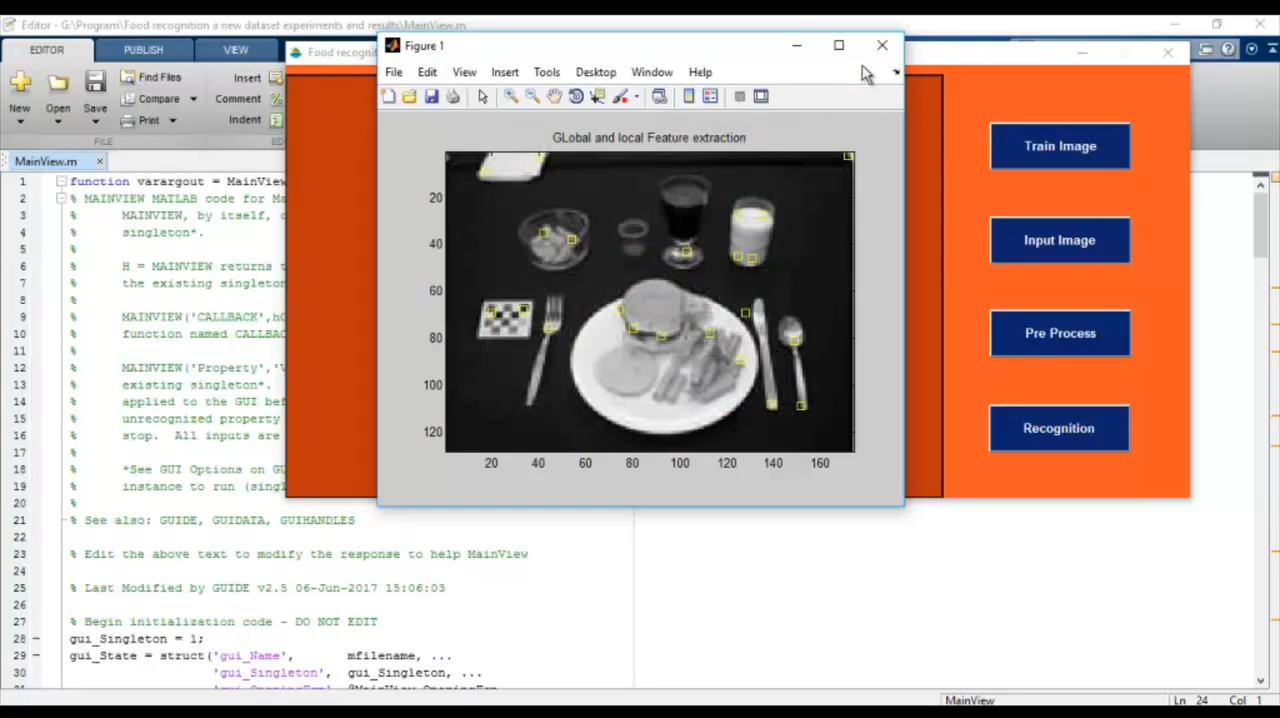 Editor - G:\Program\Food recognition a new dataset experiments and results\MainView.m
EDITOR PUBLISH VIEW
Food recogniti
Figure 1
File Edit View Insert Tools Desktop Window Help
New Open Save
Find Files
Compare
Print
Insert
Comment
Indent
FILE
MainView.m ×
GLobal and local Feature extraction
20
40
60
80
100
120
20 40 60 80 100 120 140 160
Train Image
Input Image
Pre Process
Recognition
1 function varargout = MainView
2 % MAINVIEW MATLAB code for Ma
3 % MAINVIEW, by itself, c
4 % singleton*.
5 %
6 % H = MAINVIEW returns t
7 % the existing singleton
8 %
9 % MAINVIEW('CALLBACK',hO
10 % function named CALLBAC
11 %
12 % MAINVIEW('Property','V
13 % existing singleton*.
14 % applied to the GUI bef
15 % unrecognized property
16 % stop. All inputs are
17 %
18 % *See GUI Options on GU
19 % instance to run (singl
20 %
21 % See also: GUIDE, GUIDATA, GUIHANDLES
22
23 % Edit the above text to modify the response to help MainView
24
25 % Last Modified by GUIDE v2.5 06-Jun-2017 15:06:03
26
27 % Begin initialization code - DO NOT EDIT
28 gui_Singleton = 1;
29 gui_State = struct('gui_Name', mfilename, ...
30 'gui_Singleton', gui_Singleton, ...
MainView
Ln 24 Col 1